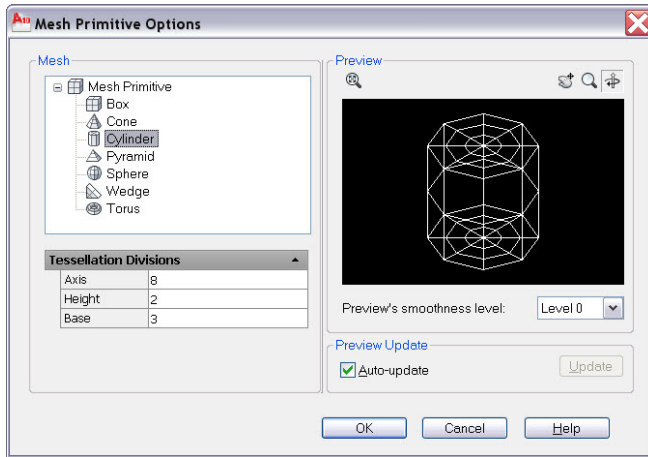 A10 Mesh Primitive Options
Mesh
Mesh Primitive
Box
Cone
Cylinder
Pyramid
Sphere
Wedge
Torus
Tessellation Divisions
Axis 8
Height 2
Base 3
Preview
Preview's smoothness level: Level 0
Preview Update
Auto-update
Update
OK Cancel Help